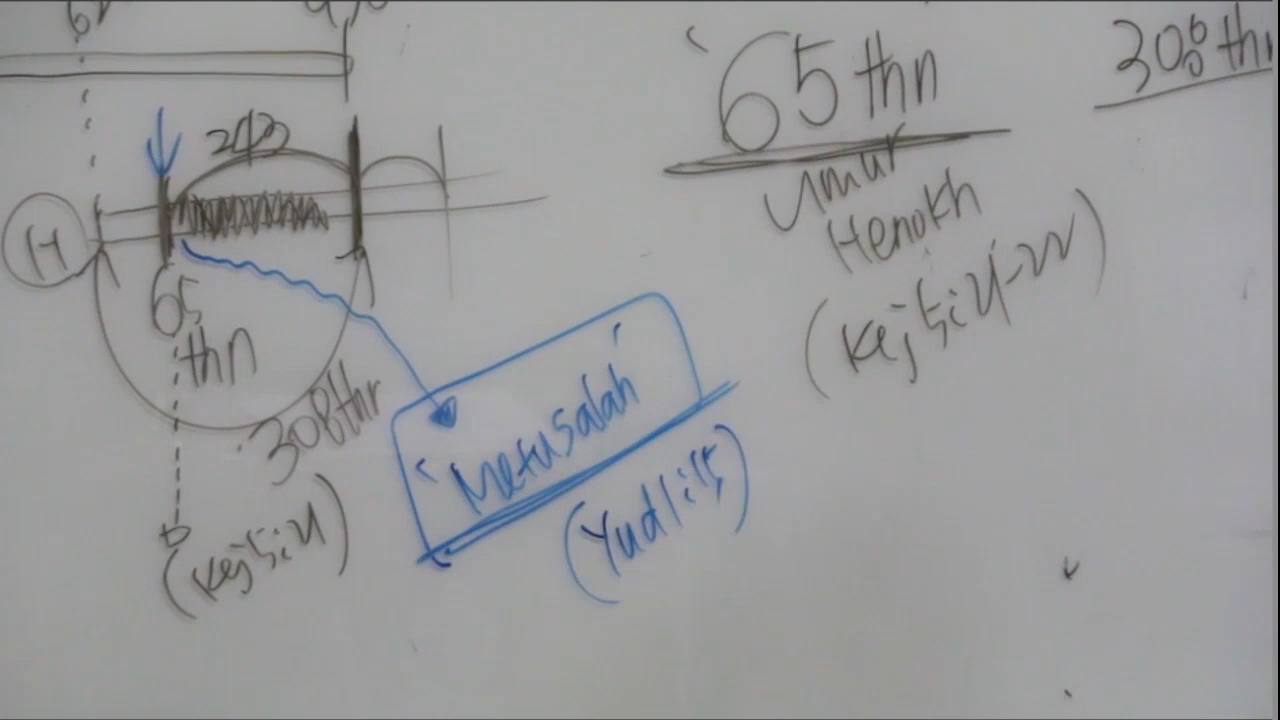 65 thn
300 thn
Umur
Henokh
(Kej 5:21-22)
243
H
65
thn
308 thn
(Kej 5:21)
"Metusalah"
(Yud 1:15)